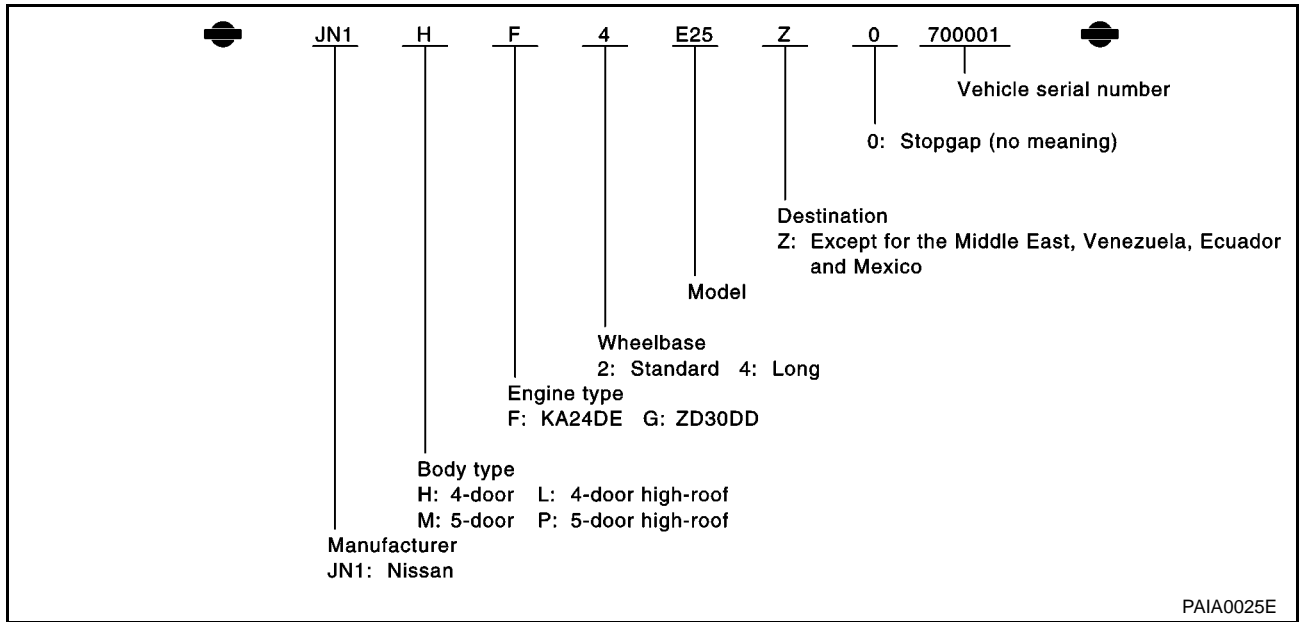 JN1 H F 4 E25 Z 0 700001
Vehicle serial number
0: Stopgap (no meaning)
Destination
Z: Except for the Middle East, Venezuela, Ecuador
and Mexico
Model
Wheelbase
2: Standard 4: Long
Engine type
F: KA24DE G: ZD30DD
Body type
H: 4-door L: 4-door high-roof
M: 5-door P: 5-door high-roof
Manufacturer
JN1: Nissan
PAIA0025E